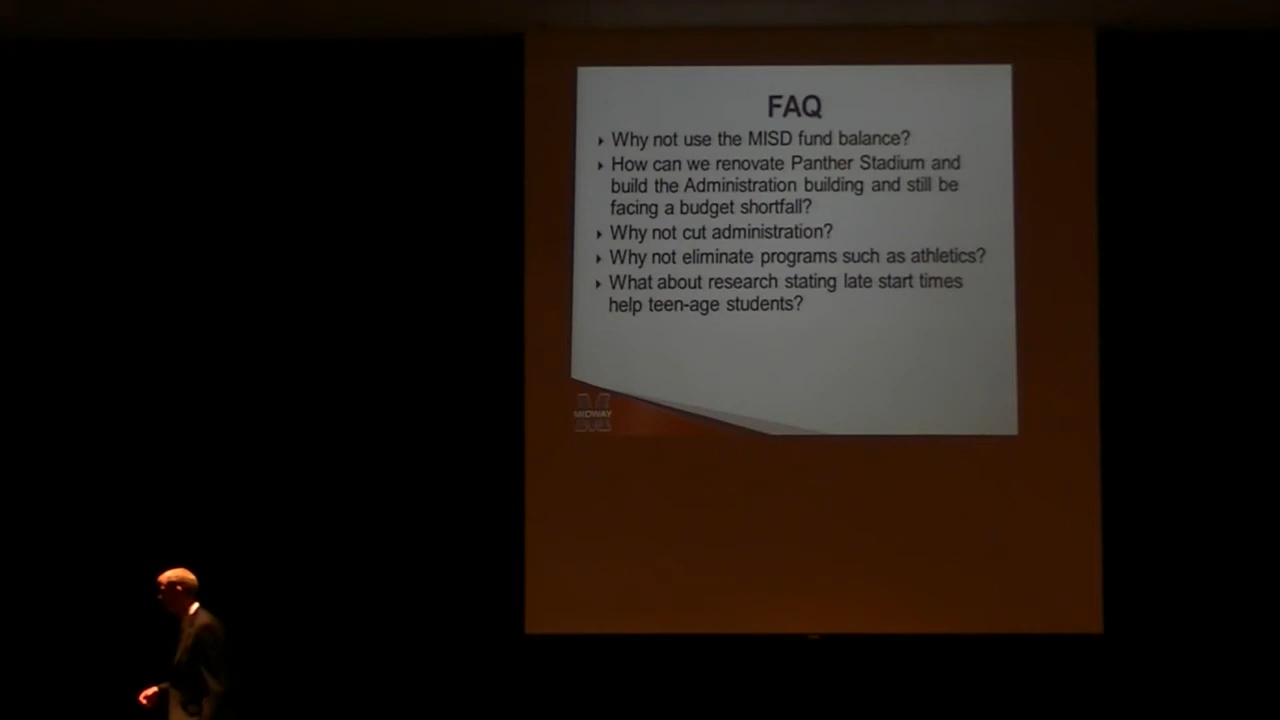 FAQ
Why not use the MISD fund balance?
How can we renovate Panther Stadium and
build the Administration building and still be
facing a budget shortfall?
Why not cut administration?
Why not eliminate programs such as athletics?
What about research stating late start times
help teen-age students?
MIDWAY